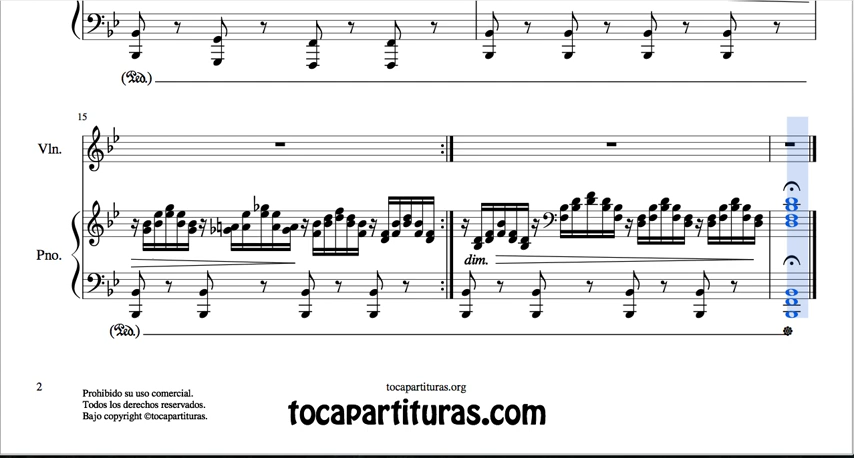 (Ped.)
15
Vln.
Pno.
dim.
(Ped.)
2
Prohibido su uso comercial.
Todos los derechos reservados.
Bajo copyright ©tocapartituras.
tocapartituras.org
tocapartituras.com